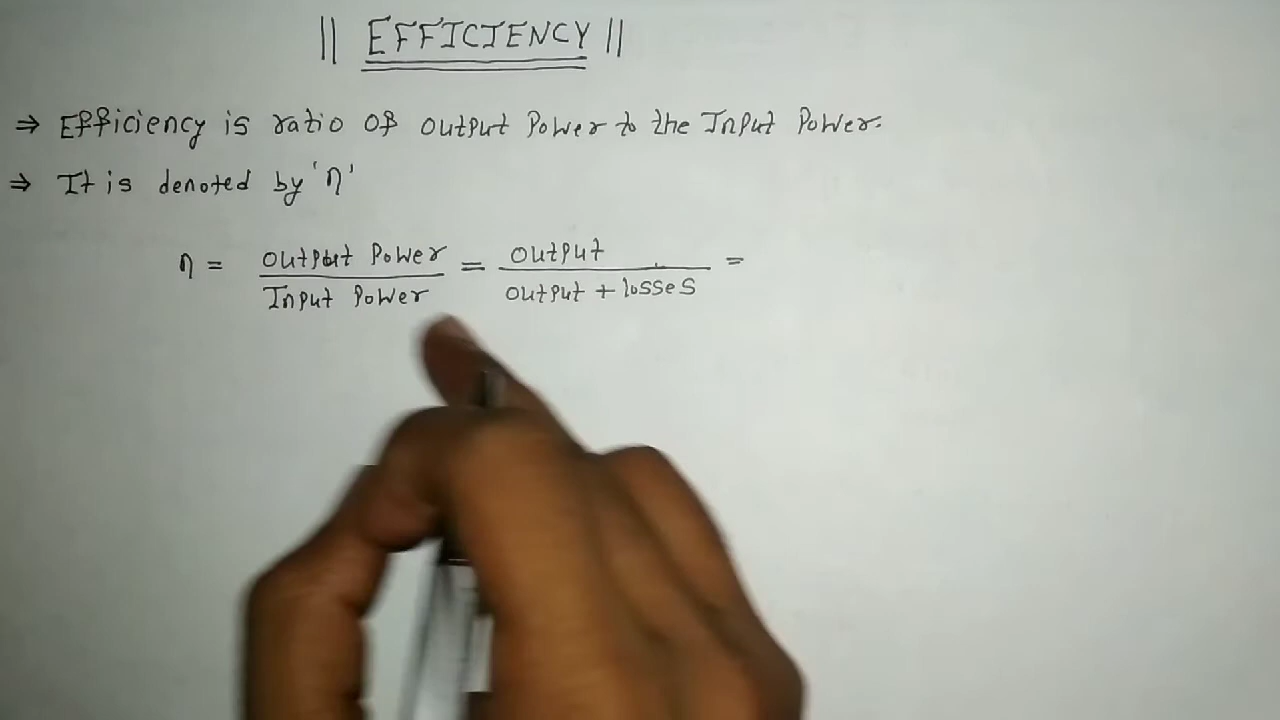 || EFFICIENCY ||
⇒ Efficiency is ratio of output Power to the Input Power.
⇒ It is denoted by 'η'
η = Output Power / Input Power = Output / Output + losses =